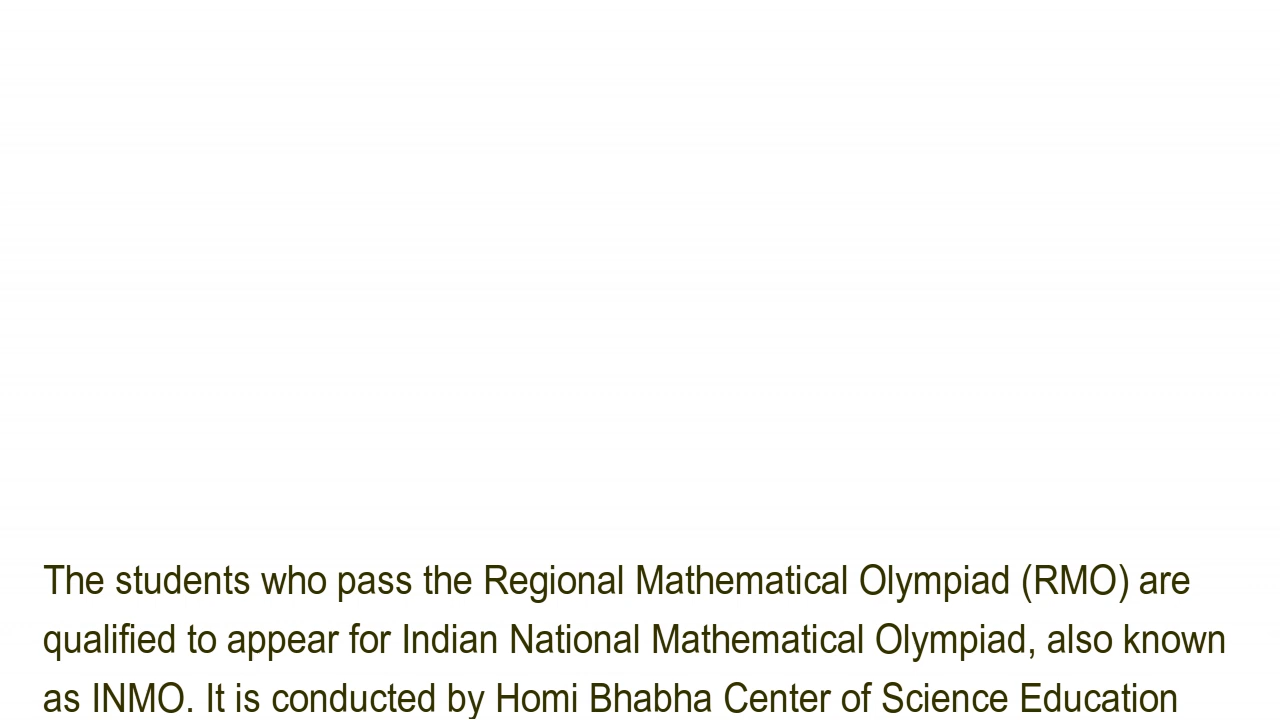 The students who pass the Regional Mathematical Olympiad (RMO) are
qualified to appear for Indian National Mathematical Olympiad, also known
as INMO. It is conducted by Homi Bhabha Center of Science Education